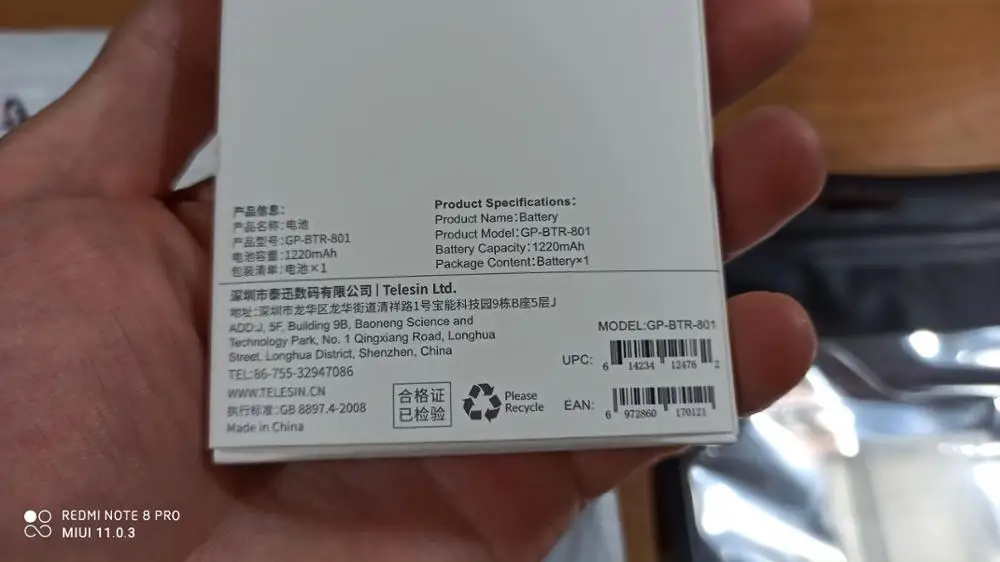 产品信息:
产品名称:电池
产品型号:GP-BTR-801
电池容量:1220mAh
包装清单:电池×1
Product Specifications:
Product Name:Battery
Product Model:GP-BTR-801
Battery Capacity:1220mAh
Package Content:Battery×1
深圳市泰迅数码有限公司 | Telesin Ltd.
地址:深圳市龙华区龙华街道清祥路1号宝能科技园9栋B座5层J
ADD:J, 5F, Building 9B, Baoneng Science and
Technology Park, No. 1 Qingxiang Road, Longhua
Street, Longhua District, Shenzhen, China
TEL:86-755-32947086
WWW.TELESIN.CN
执行标准:GB 8897.4-2008
Made in China
合格证
已检验
Please
Recycle
MODEL:GP-BTR-801
UPC:
6 14234 12476 2
EAN:
6 972860 170121
REDMI NOTE 8 PRO
MIUI 11.0.3